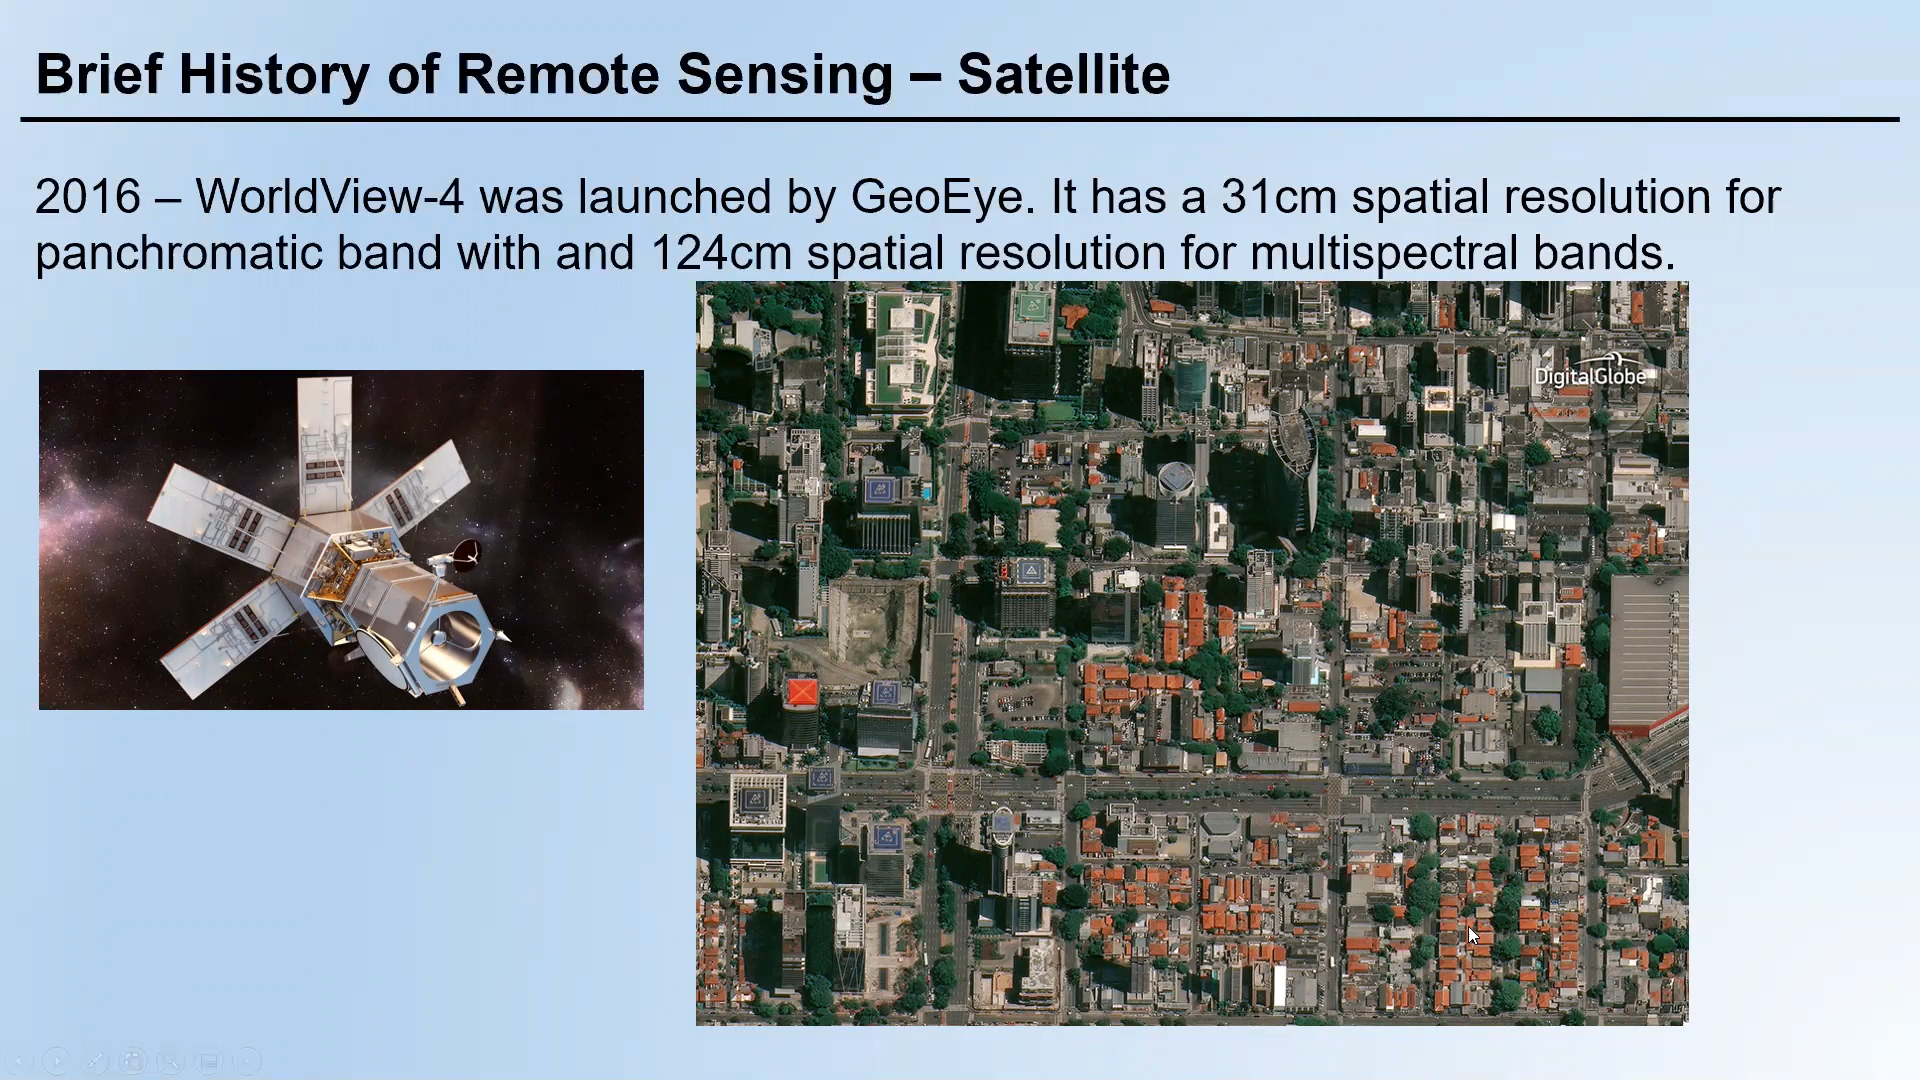 Brief History of Remote Sensing – Satellite
2016 – WorldView-4 was launched by GeoEye. It has a 31cm spatial resolution for
panchromatic band with and 124cm spatial resolution for multispectral bands.
DigitalGlobe